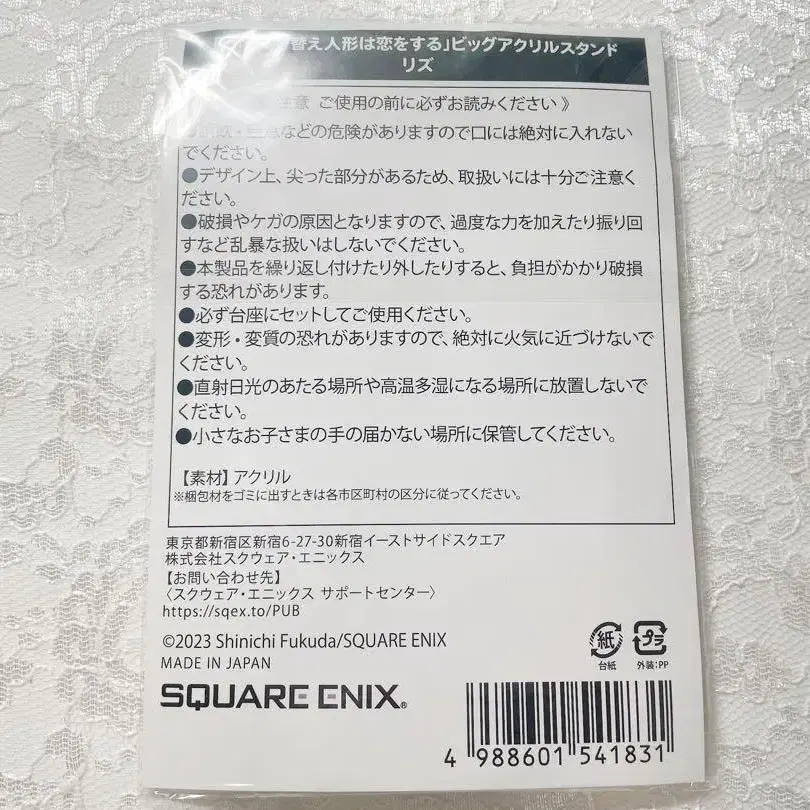 替え人形は恋をする」ビッグアクリルスタンド
リズ
注意 ご使用の前に必ずお読みください 》
などの危険がありますので口には絶対に入れない
でください。
●デザイン上、尖った部分があるため、取扱いには十分ご注意く
ださい。
●破損やケガの原因となりますので、過度な力を加えたり振り回
すなど乱暴な扱いはしないでください。
●本製品を繰り返し付けたり外したりすると、負担がかかり破損
する恐れがあります。
●必ず台座にセットしてご使用ください。
●変形・変質の恐れがありますので、絶対に火気に近づけないで
ください。
●直射日光のあたる場所や高温多湿になる場所に放置しないで
ください。
●小さなお子さまの手の届かない場所に保管してください。
【素材】アクリル
※梱包材をゴミに出すときは各市区町村の区分に従ってください。
東京都新宿区新宿6-27-30新宿イーストサイドスクエア
株式会社スクウェア・エニックス
【お問い合わせ先】
〈スクウェア・エニックス サポートセンター〉
https://sqex.to/PUB
©2023 Shinichi Fukuda/SQUARE ENIX
MADE IN JAPAN
紙 プラ
台紙 外装:PP
SQUARE ENIX®
4 988601 541831